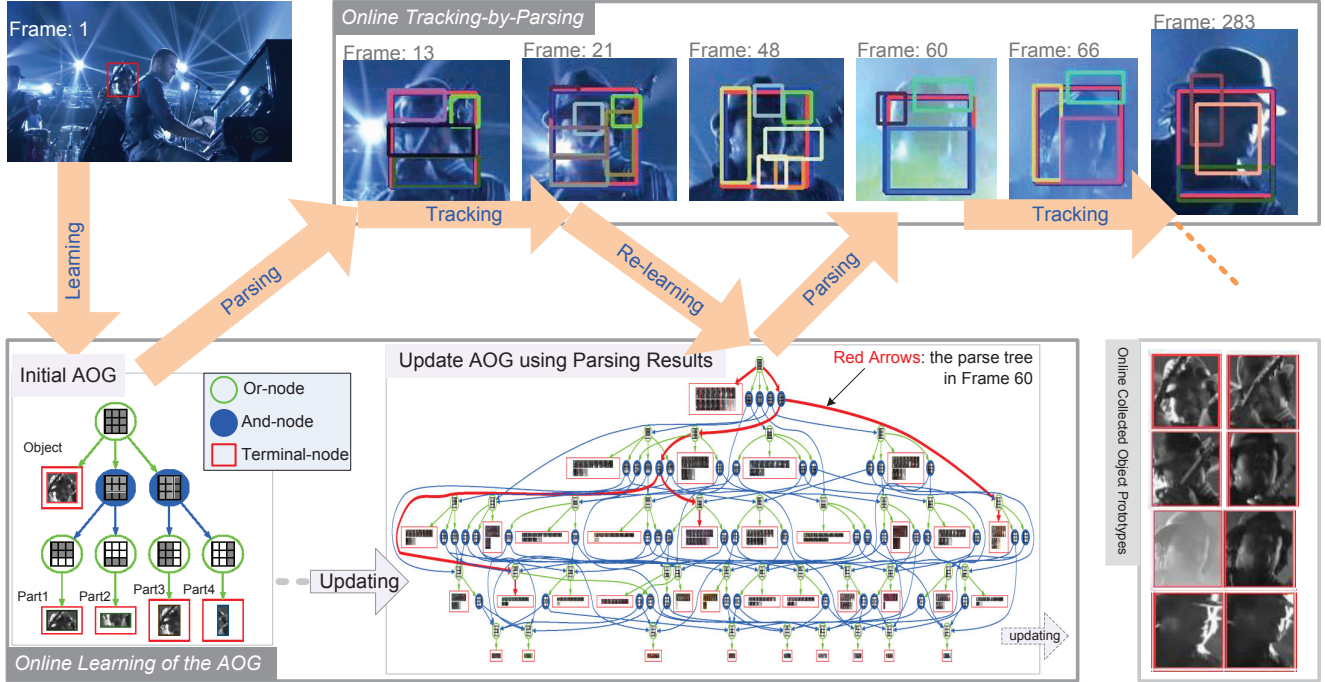 Frame: 1
Online Tracking-by-Parsing
Frame: 13
Frame: 21
Frame: 48
Frame: 60
Frame: 66
Frame: 283
Learning
Parsing
Tracking
Re-learning
Parsing
Tracking
Initial AOG
Or-node
And-node
Terminal-node
Object
Part1
Part2
Part3
Part4
Online Learning of the AOG
Updating
Update AOG using Parsing Results
Red Arrows: the parse tree
in Frame 60
updating
Online Collected Object Prototypes